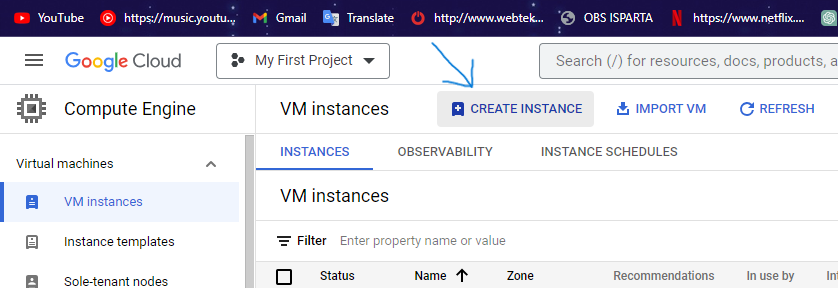 YouTube https://music.youtu... Gmail Translate http://www.webtek... OBS ISPARTA https://www.netflix...
Google Cloud My First Project Search (/) for resources, docs, products, a
Compute Engine VM instances CREATE INSTANCE IMPORT VM REFRESH
INSTANCES OBSERVABILITY INSTANCE SCHEDULES
Virtual machines
VM instances
VM instances
Instance templates
Filter Enter property name or value
Sole-tenant nodes
Status Name Zone Recommendations In use by Int